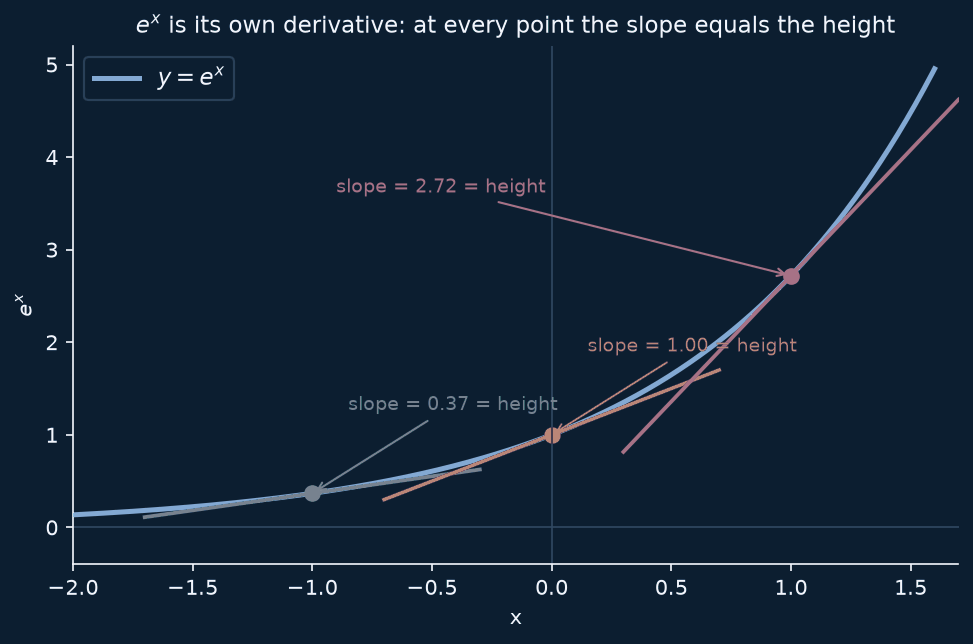 e^x is its own derivative: at every point the slope equals the height
y = e^x
5
4
3
2
1
0
e^x
slope = 2.72 = height
slope = 1.00 = height
slope = 0.37 = height
−2.0 −1.5 −1.0 −0.5 0.0 0.5 1.0 1.5
x